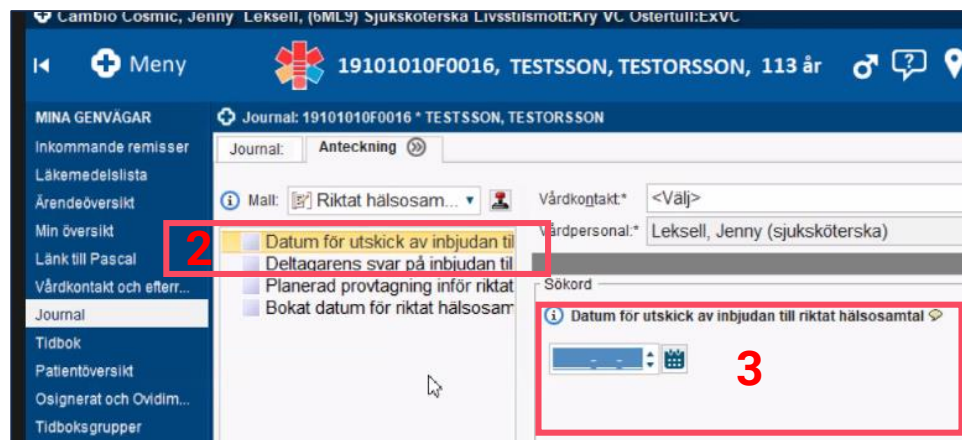 Cambio Cosmic, Jenny Leksell, (6ML9) Sjuksköterska Livsstilsmott:Kry VC Ostertull:ExVC
Meny
19101010F0016, TESTSSON, TESTORSSON, 113 år
MINA GENVÄGAR
Inkommande remisser
Läkemedelslista
Ärendeöversikt
Min översikt
Länk till Pascal
Vårdkontakt och efterr...
Journal
Tidbok
Patientöversikt
Osignerat och Ovidim...
Tidboksgrupper
Journal: 19101010F0016 * TESTSSON, TESTORSSON
Journal:
Anteckning
Mall: Riktat hälsosam...
2
Datum för utskick av inbjudan til
Deltagarens svar på inbjudan til
Planerad provtagning inför riktat
Bokat datum för riktat hälsosam
Vårdkontakt:* <Välj>
Vårdpersonal:* Leksell, Jenny (sjuksköterska)
Sökord
Datum för utskick av inbjudan till riktat hälsosamtal
3